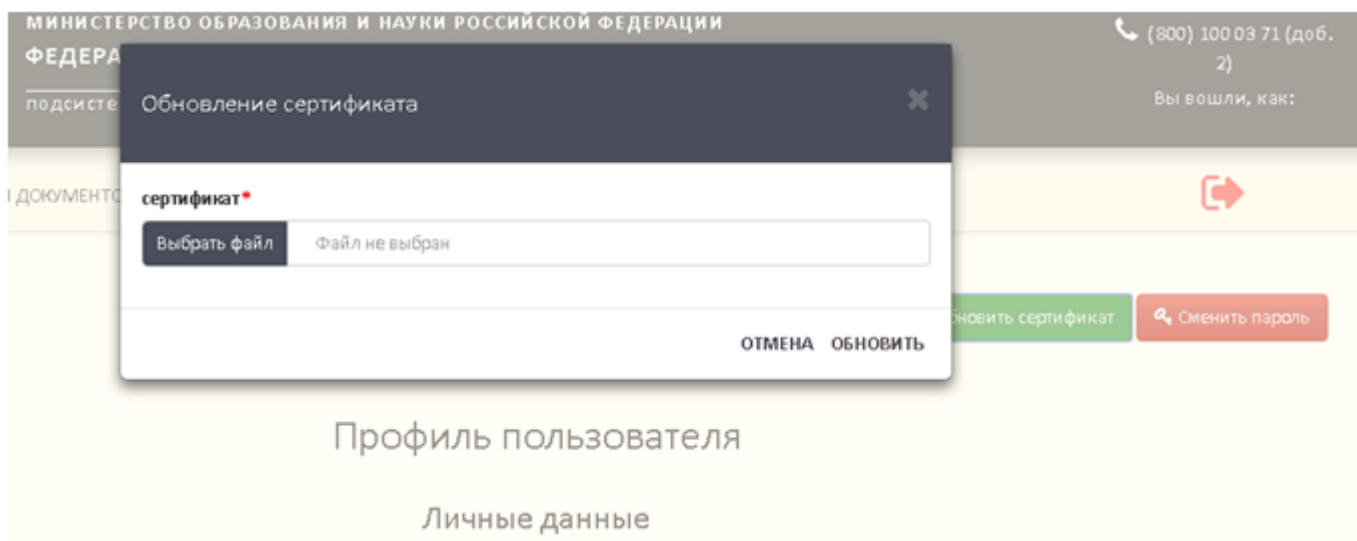 МИНИСТЕРСТВО ОБРАЗОВАНИЯ И НАУКИ РОССИЙСКОЙ ФЕДЕРАЦИИ
ФЕДЕРА
подсисте
(800) 100 03 71 (доб.
2)
Вы вошли, как:
Обновление сертификата
И ДОКУМЕНТО
сертификат*
Выбрать файл Файл не выбран
ОТМЕНА ОБНОВИТЬ
бновить сертификат
Сменить пароль
Профиль пользователя
Личные данные